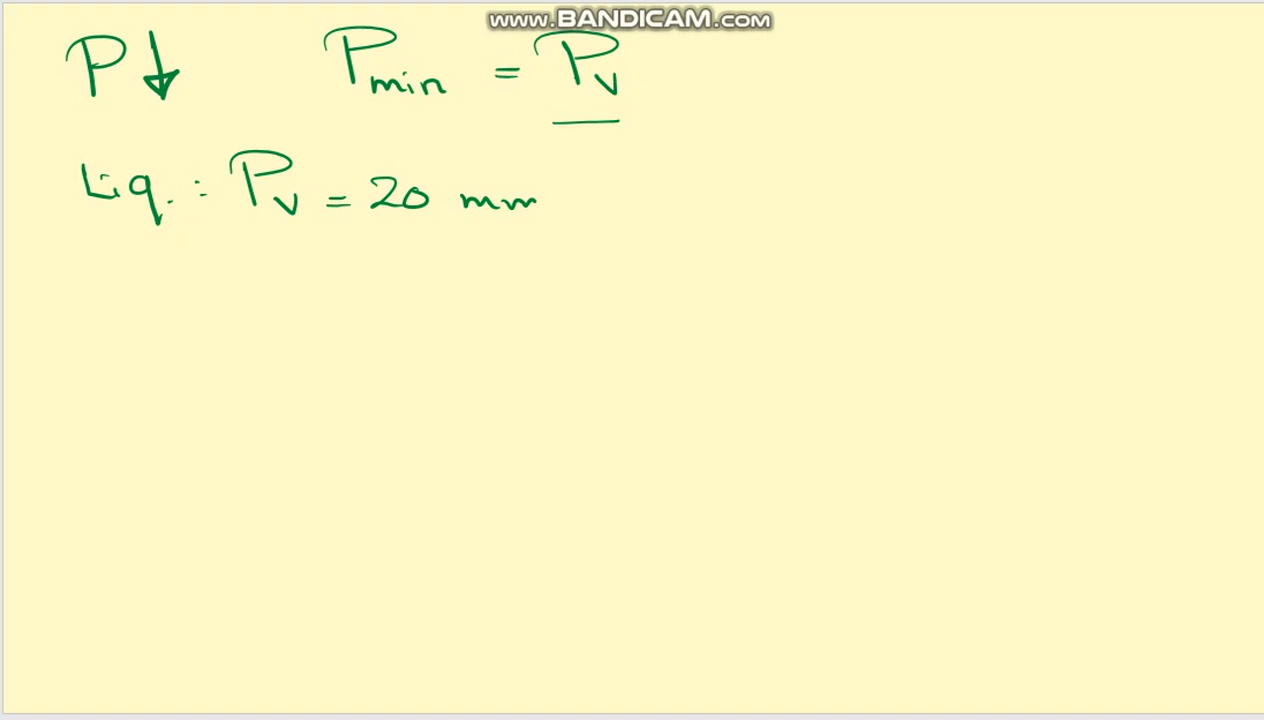 www.BANDICAM.com
P↓ Pmin = Pv
Liq. : Pv = 20 mm